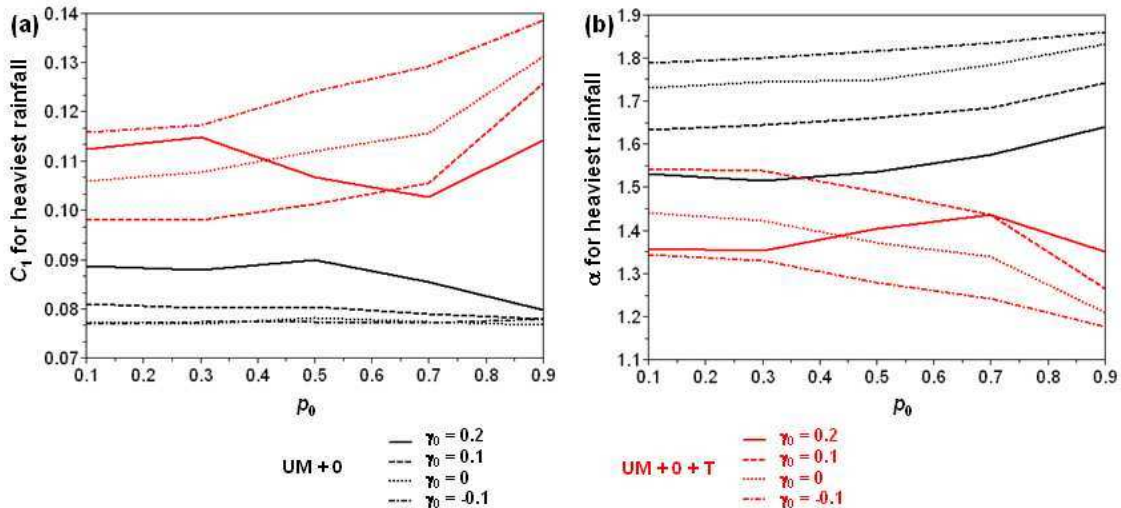 (a)
C₁ for heaviest rainfall
0.14
0.13
0.12
0.11
0.10
0.09
0.08
0.07
0.1 0.2 0.3 0.4 0.5 0.6 0.7 0.8 0.9
p₀
(b)
α for heaviest rainfall
1.9
1.8
1.7
1.6
1.5
1.4
1.3
1.2
1.1
0.1 0.2 0.3 0.4 0.5 0.6 0.7 0.8 0.9
p₀
UM + 0
γ₀ = 0.2
γ₀ = 0.1
γ₀ = 0
γ₀ = -0.1
UM + 0 + T
γ₀ = 0.2
γ₀ = 0.1
γ₀ = 0
γ₀ = -0.1